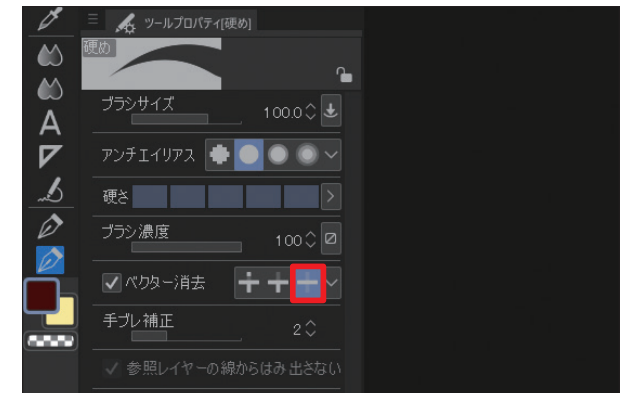 ツールプロパティ[硬め]
硬め
ブラシサイズ 100.0
アンチエイリアス
硬さ
ブラシ濃度 100
ベクター消去
手ブレ補正 2
参照レイヤーの線からはみ出さない
A